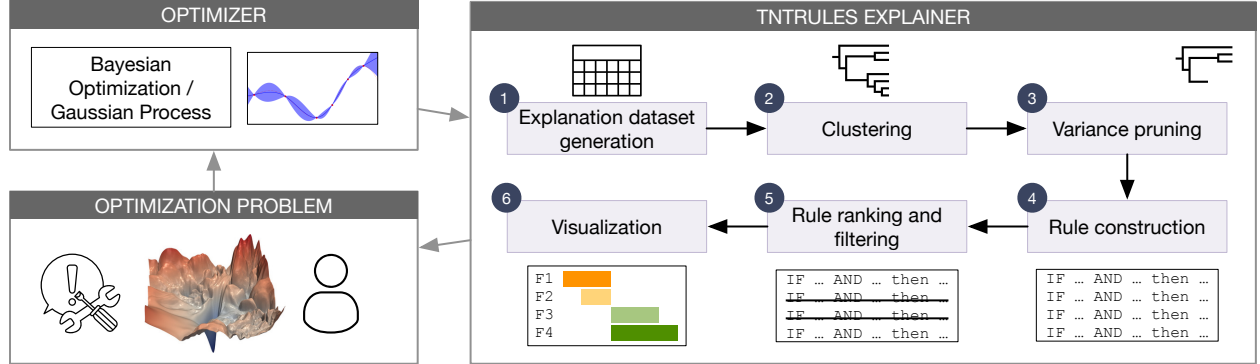 OPTIMIZER
Bayesian
Optimization /
Gaussian Process
OPTIMIZATION PROBLEM
TNTRULES EXPLAINER
1
Explanation dataset
generation
2
Clustering
3
Variance pruning
4
Rule construction
IF … AND … then …
IF … AND … then …
IF … AND … then …
IF … AND … then …
5
Rule ranking and
filtering
IF … AND … then …
IF … AND … then …
IF … AND … then …
IF … AND … then …
6
Visualization
F1
F2
F3
F4